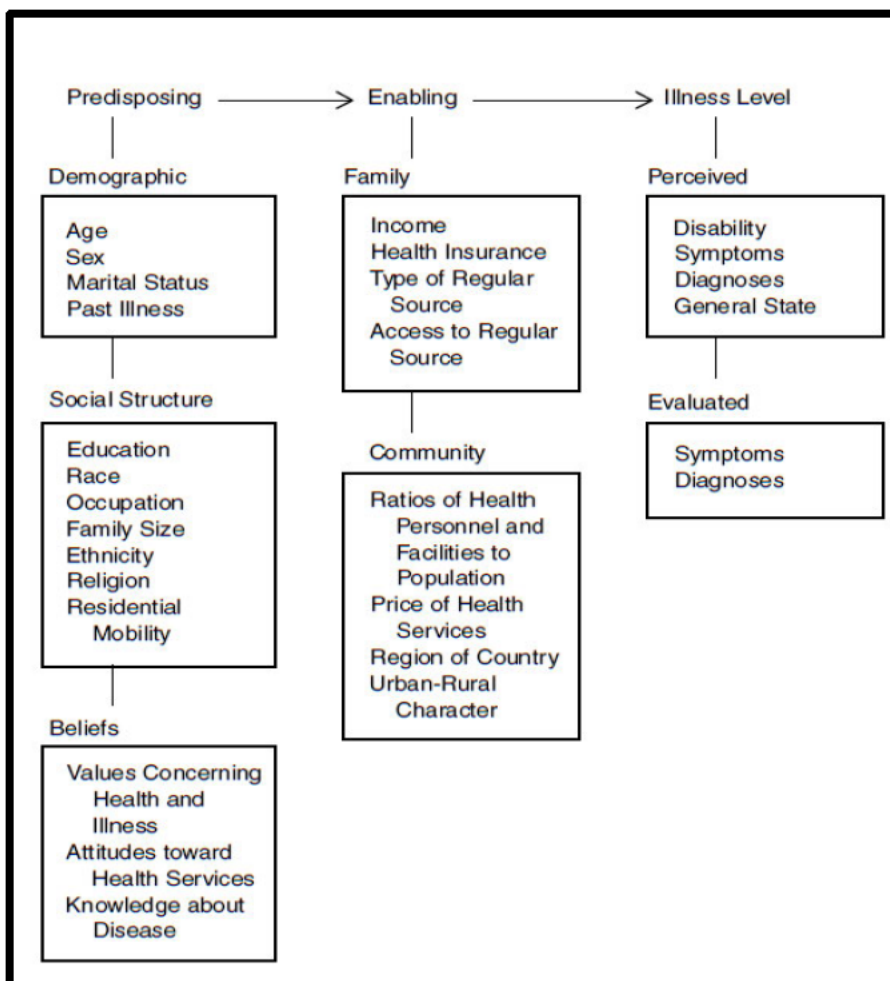 Predisposing
Enabling
Illness Level
Demographic
Age
Sex
Marital Status
Past Illness
Social Structure
Education
Race
Occupation
Family Size
Ethnicity
Religion
Residential
Mobility
Beliefs
Values Concerning
Health and
Illness
Attitudes toward
Health Services
Knowledge about
Disease
Family
Income
Health Insurance
Type of Regular
Source
Access to Regular
Source
Community
Ratios of Health
Personnel and
Facilities to
Population
Price of Health
Services
Region of Country
Urban-Rural
Character
Perceived
Disability
Symptoms
Diagnoses
General State
Evaluated
Symptoms
Diagnoses